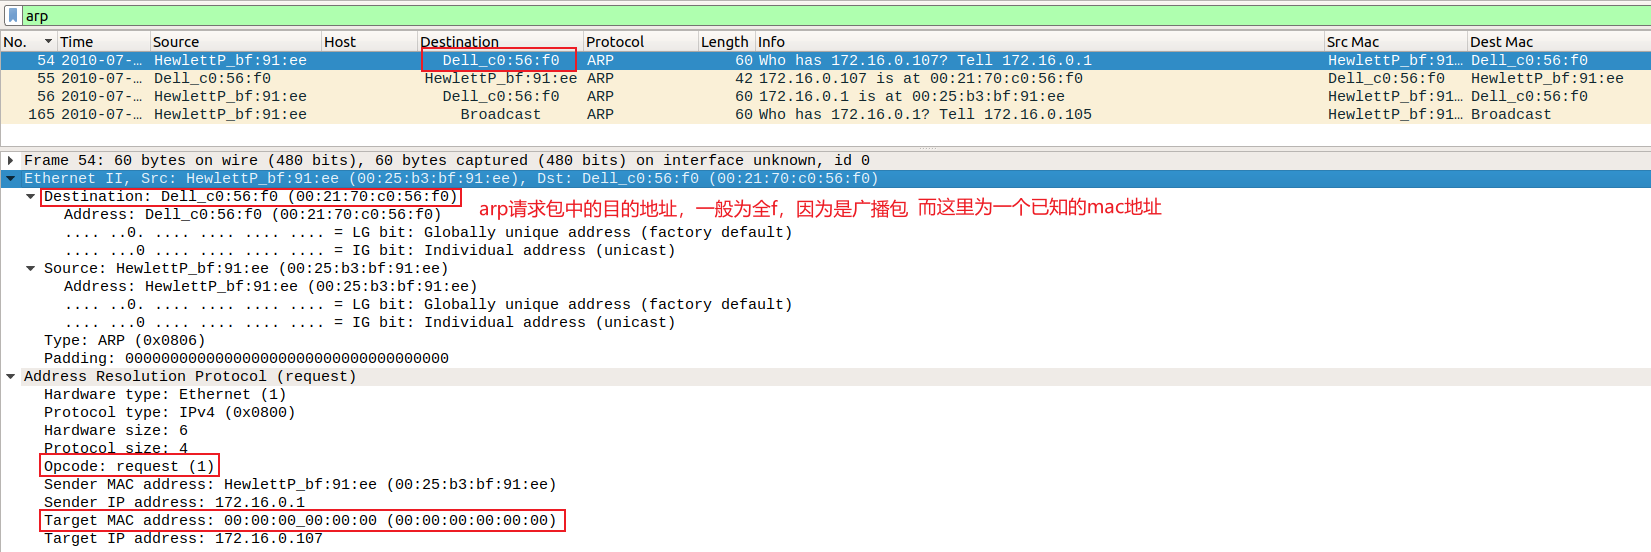 arp
No. Time Source Host Destination Protocol Length Info Src Mac Dest Mac
54 2010-07-… HewlettP_bf:91:ee Dell_c0:56:f0 ARP 60 Who has 172.16.0.107? Tell 172.16.0.1 HewlettP_bf:91… Dell_c0:56:f0
55 2010-07-… Dell_c0:56:f0 HewlettP_bf:91:ee ARP 42 172.16.0.107 is at 00:21:70:c0:56:f0 Dell_c0:56:f0 HewlettP_bf:91:ee
56 2010-07-… HewlettP_bf:91:ee Dell_c0:56:f0 ARP 60 172.16.0.1 is at 00:25:b3:bf:91:ee HewlettP_bf:91… Dell_c0:56:f0
165 2010-07-… HewlettP_bf:91:ee Broadcast ARP 60 Who has 172.16.0.1? Tell 172.16.0.105 HewlettP_bf:91… Broadcast
Frame 54: 60 bytes on wire (480 bits), 60 bytes captured (480 bits) on interface unknown, id 0
Ethernet II, Src: HewlettP_bf:91:ee (00:25:b3:bf:91:ee), Dst: Dell_c0:56:f0 (00:21:70:c0:56:f0)
Destination: Dell_c0:56:f0 (00:21:70:c0:56:f0)
arp请求包中的目的地址，一般为全f，因为是广播包 而这里为一个已知的mac地址
Address: Dell_c0:56:f0 (00:21:70:c0:56:f0)
.... ..0. .... .... .... .... = LG bit: Globally unique address (factory default)
.... ...0 .... .... .... .... = IG bit: Individual address (unicast)
Source: HewlettP_bf:91:ee (00:25:b3:bf:91:ee)
Address: HewlettP_bf:91:ee (00:25:b3:bf:91:ee)
.... ..0. .... .... .... .... = LG bit: Globally unique address (factory default)
.... ...0 .... .... .... .... = IG bit: Individual address (unicast)
Type: ARP (0x0806)
Padding: 000000000000000000000000000000000000
Address Resolution Protocol (request)
Hardware type: Ethernet (1)
Protocol type: IPv4 (0x0800)
Hardware size: 6
Protocol size: 4
Opcode: request (1)
Sender MAC address: HewlettP_bf:91:ee (00:25:b3:bf:91:ee)
Sender IP address: 172.16.0.1
Target MAC address: 00:00:00_00:00:00 (00:00:00:00:00:00)
Target IP address: 172.16.0.107